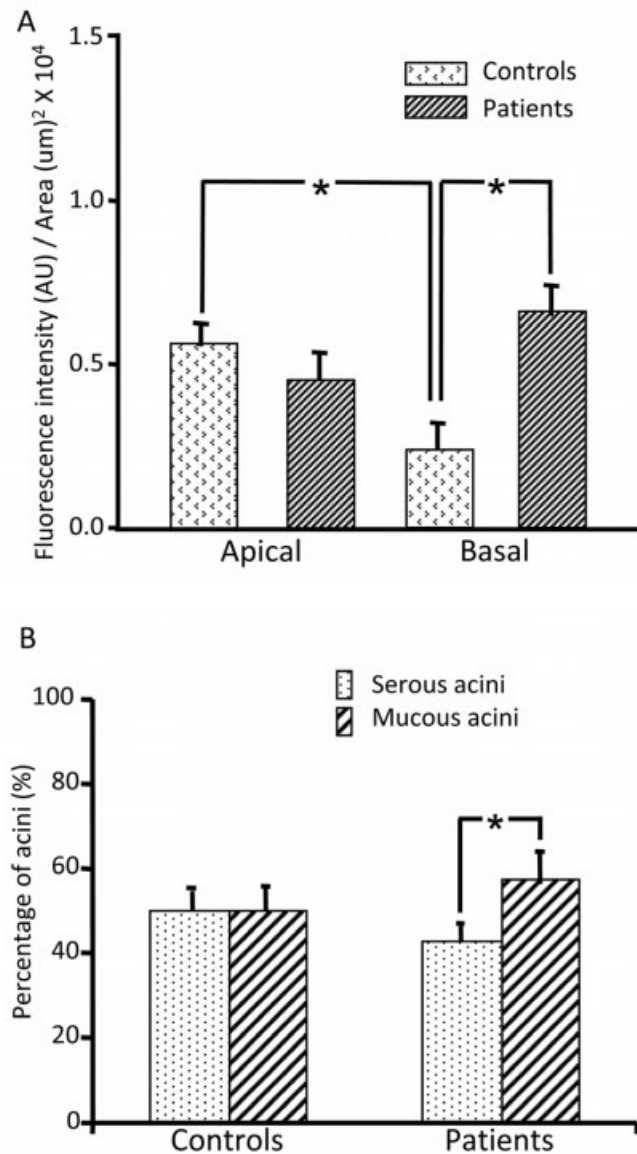 A
Fluorescence intensity (AU) / Area (um)² X 10⁴
1.5
1.0
0.5
0.0
Controls
Patients
*
*
Apical
Basal
B
Percentage of acini (%)
100
80
60
40
20
0
Serous acini
Mucous acini
*
Controls
Patients